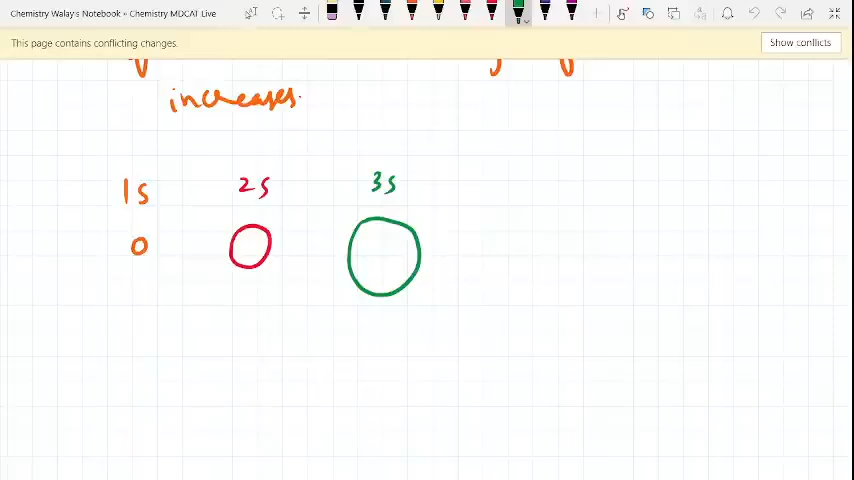 Chemistry Walay's Notebook » Chemistry MDCAT Live
This page contains conflicting changes.
Show conflicts
increases.
1s 2s 3s